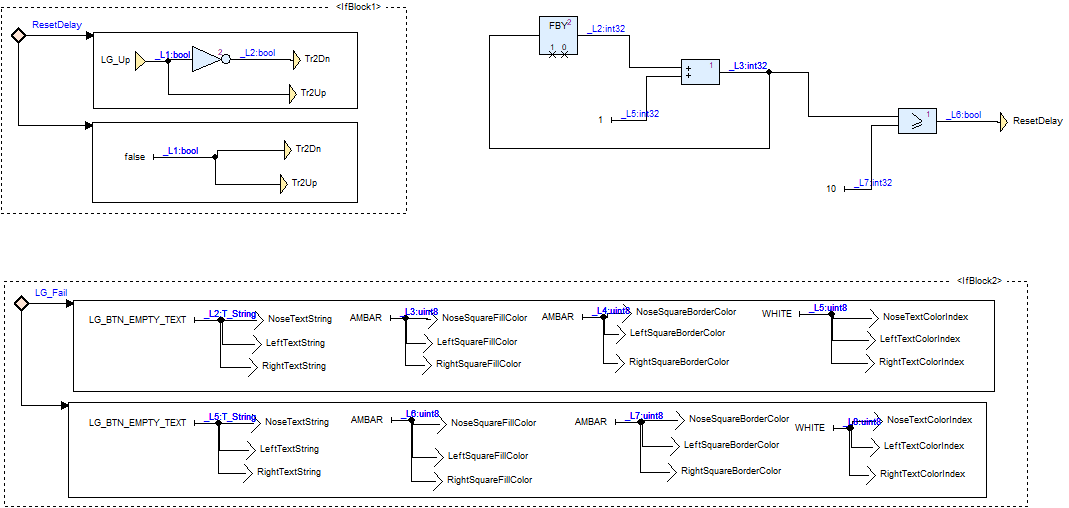 <IfBlock1>
ResetDelay
LG_Up
_L1:bool
2
_L2:bool
Tr2Dn
Tr2Up
false
_L1:bool
Tr2Dn
Tr2Up
FBY
2
1 0
_L2:int32
+
+
1
_L3:int32
1
_L5:int32
≥
1
_L6:bool
ResetDelay
10
_L7:int32
<IfBlock2>
LG_Fail
LG_BTN_EMPTY_TEXT
_L2:T_String
NoseTextString
LeftTextString
RightTextString
AMBAR
_L3:uint8
NoseSquareFillColor
LeftSquareFillColor
RightSquareFillColor
AMBAR
_L4:uint8
NoseSquareBorderColor
LeftSquareBorderColor
RightSquareBorderColor
WHITE
_L5:uint8
NoseTextColorIndex
LeftTextColorIndex
RightTextColorIndex
LG_BTN_EMPTY_TEXT
_L5:T_String
NoseTextString
LeftTextString
RightTextString
AMBAR
_L6:uint8
NoseSquareFillColor
LeftSquareFillColor
RightSquareFillColor
AMBAR
_L7:uint8
NoseSquareBorderColor
LeftSquareBorderColor
RightSquareBorderColor
WHITE
_L8:uint8
NoseTextColorIndex
LeftTextColorIndex
RightTextColorIndex